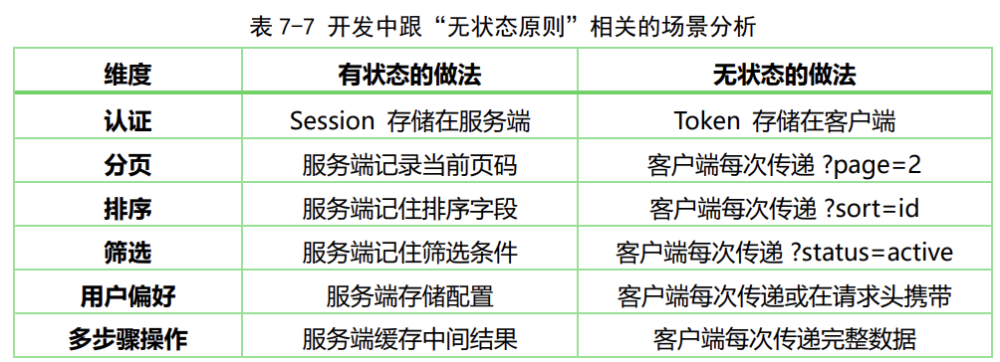 表 7-7 开发中跟“无状态原则”相关的场景分析
维度 有状态的做法 无状态的做法
认证 Session 存储在服务端 Token 存储在客户端
分页 服务端记录当前页码 客户端每次传递 ?page=2
排序 服务端记住排序字段 客户端每次传递 ?sort=id
筛选 服务端记住筛选条件 客户端每次传递 ?status=active
用户偏好 服务端存储配置 客户端每次传递或在请求头携带
多步骤操作 服务端缓存中间结果 客户端每次传递完整数据